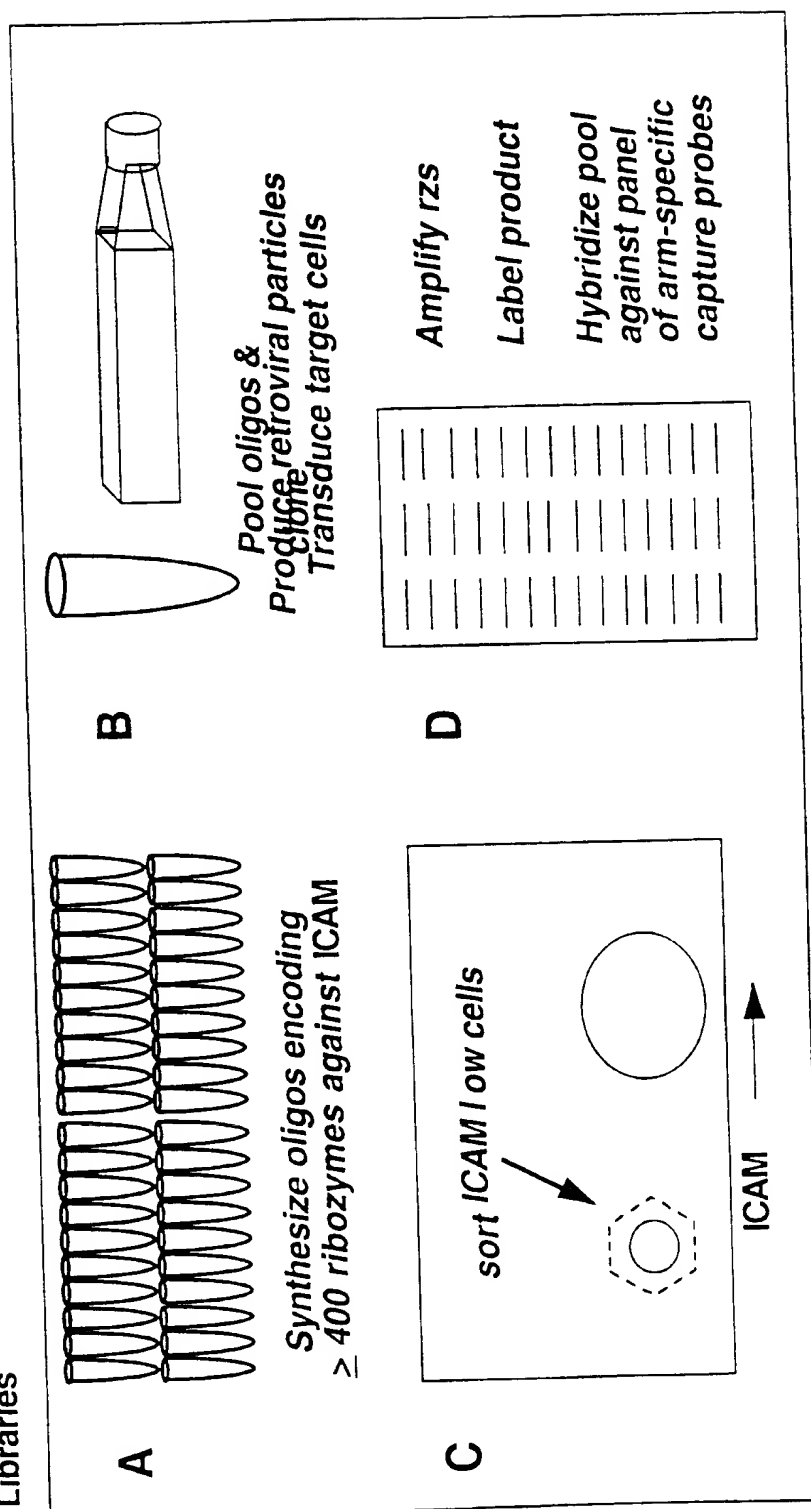 Libraries
A
Synthesize oligos encoding
≥ 400 ribozymes against ICAM
B
Pool oligos &
clone
Produce retroviral particles
Transduce target cells
C
sort ICAM l ow cells
ICAM
D
Amplify rzs
Label product
Hybridize pool
against panel
of arm-specific
capture probes